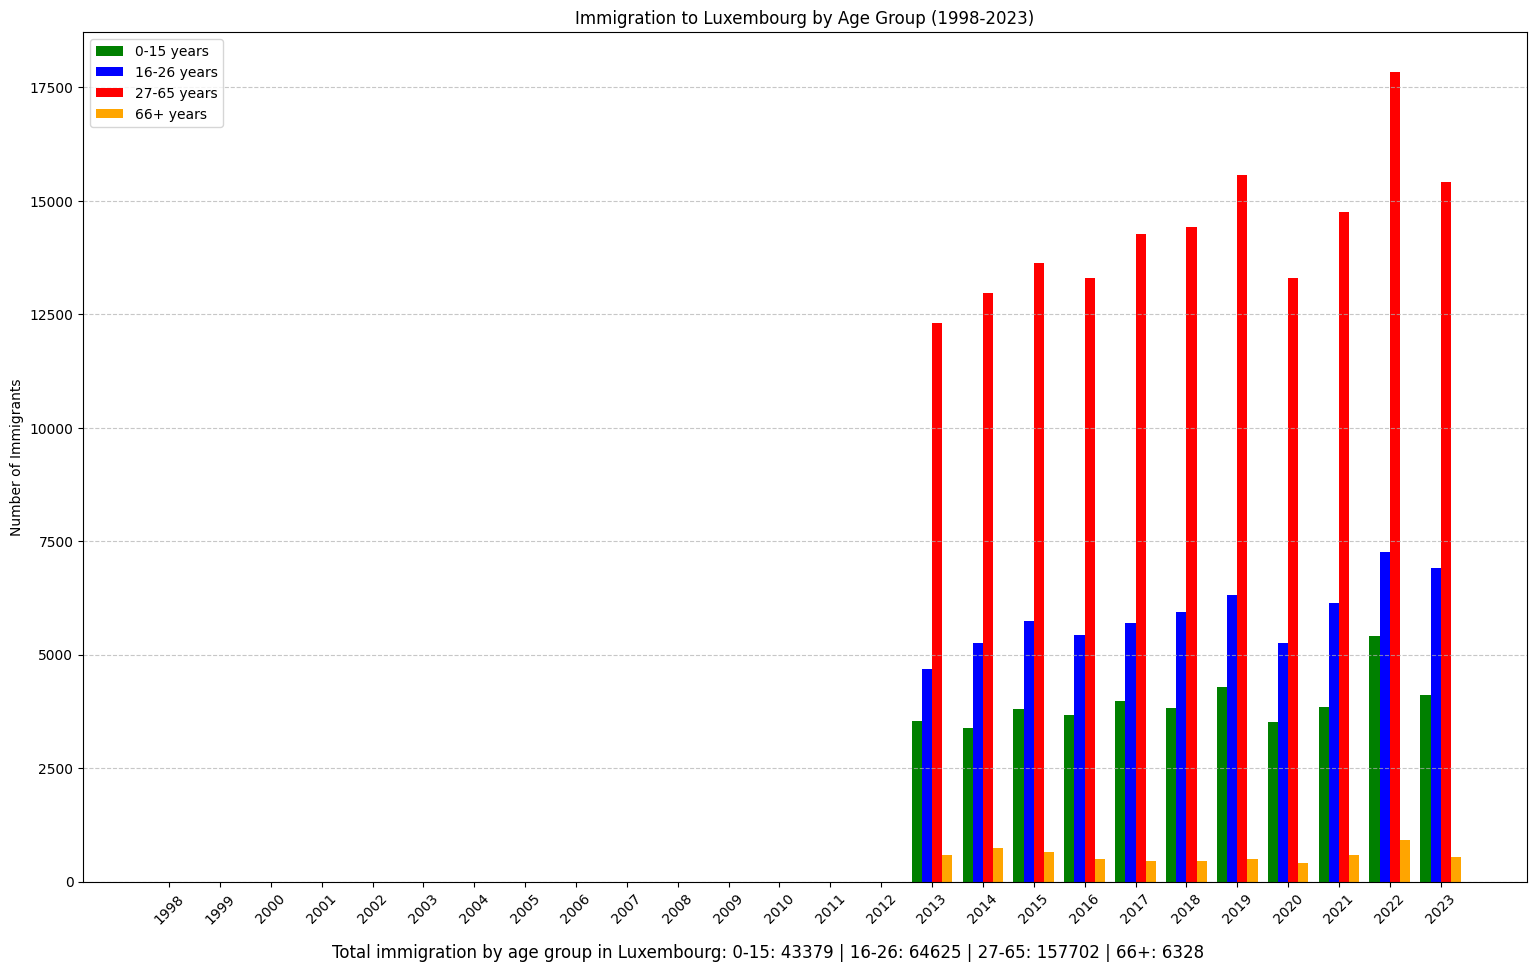 Immigration to Luxembourg by Age Group (1998-2023)
0-15 years
16-26 years
27-65 years
66+ years
Number of Immigrants
17500
15000
12500
10000
7500
5000
2500
0
1998 1999 2000 2001 2002 2003 2004 2005 2006 2007 2008 2009 2010 2011 2012 2013 2014 2015 2016 2017 2018 2019 2020 2021 2022 2023
Total immigration by age group in Luxembourg: 0-15: 43379 | 16-26: 64625 | 27-65: 157702 | 66+: 6328